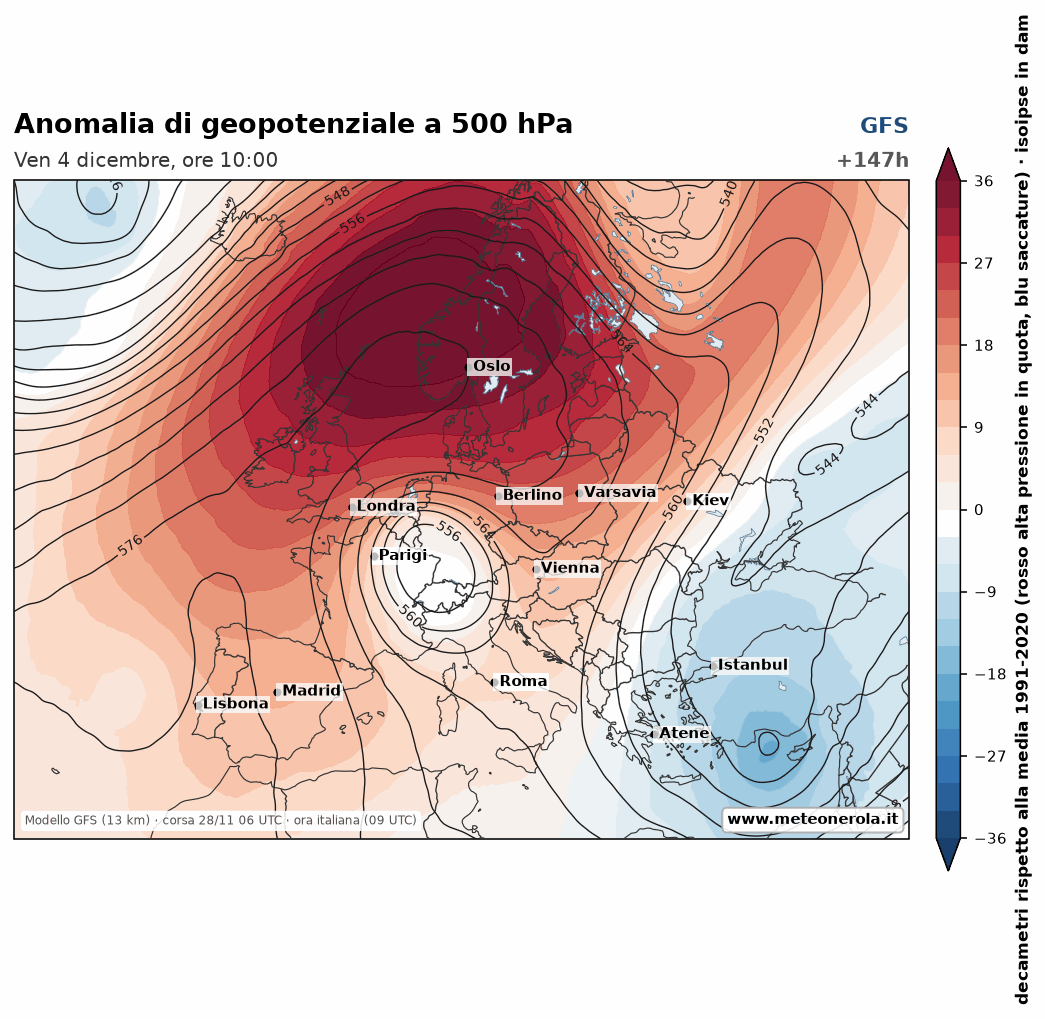 Anomalia di geopotenziale a 500 hPa
GFS
Ven 4 dicembre, ore 10:00
+147h
548
556
540
564
Oslo
552
544
544
576
Londra
Berlino
Varsavia
Kiev
560
556
564
Parigi
Vienna
560
Istanbul
Roma
Madrid
Lisbona
Atene
Modello GFS (13 km) · corsa 28/11 06 UTC · ora italiana (09 UTC)
www.meteonerola.it
36
27
18
9
0
−9
−18
−27
−36
decametri rispetto alla media 1991-2020 (rosso alta pressione in quota, blu saccature) · isoipse in dam